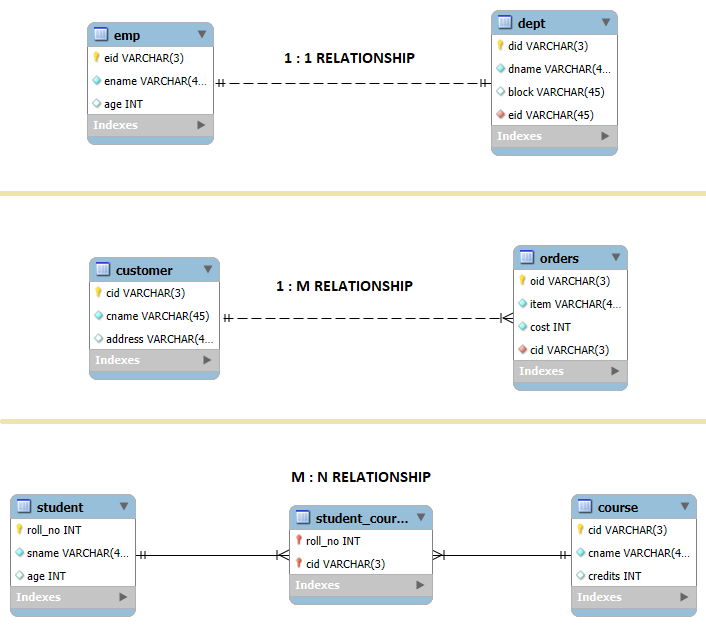 emp
eid VARCHAR(3)
ename VARCHAR(4...
age INT
Indexes
1 : 1 RELATIONSHIP
dept
did VARCHAR(3)
dname VARCHAR(4...
block VARCHAR(45)
eid VARCHAR(45)
Indexes
customer
cid VARCHAR(3)
cname VARCHAR(45)
address VARCHAR(4...
Indexes
1 : M RELATIONSHIP
orders
oid VARCHAR(3)
item VARCHAR(4...
cost INT
cid VARCHAR(3)
Indexes
M : N RELATIONSHIP
student
roll_no INT
sname VARCHAR(4...
age INT
Indexes
student_cour...
roll_no INT
cid VARCHAR(3)
Indexes
course
cid VARCHAR(3)
cname VARCHAR(4...
credits INT
Indexes